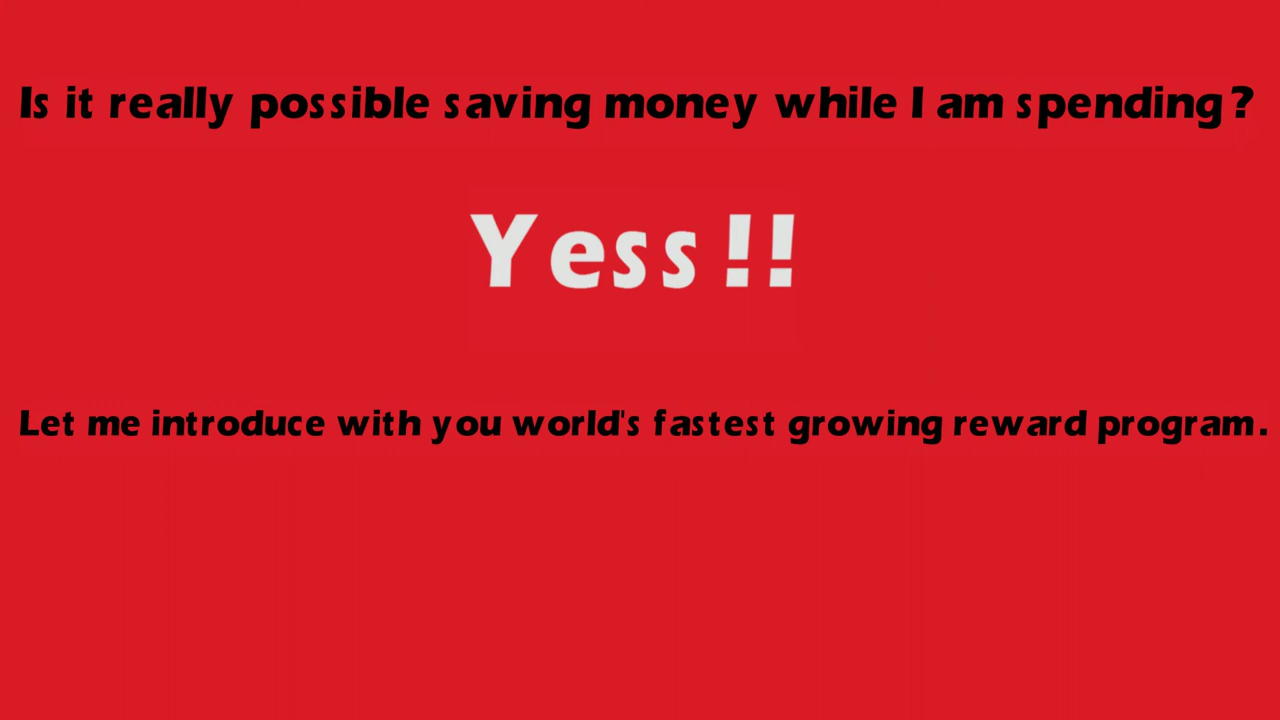 Is it really possible saving money while I am spending?
Yess!!
Let me introduce with you world's fastest growing reward program.